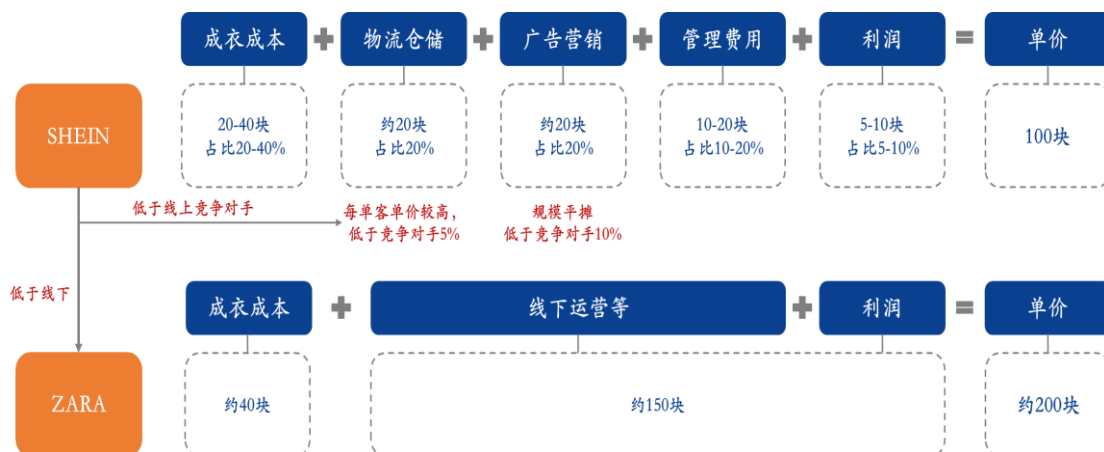 成衣成本 + 物流仓储 + 广告营销 + 管理费用 + 利润 = 单价
SHEIN
20-40块
占比20-40%
约20块
占比20%
约20块
占比20%
10-20块
占比10-20%
5-10块
占比5-10%
100块
低于线上竞争对手
每单客单价较高，
低于竞争对手5%
规模平摊
低于竞争对手10%
低于线下
成衣成本 + 线下运营等 + 利润 = 单价
ZARA
约40块
约150块
约200块